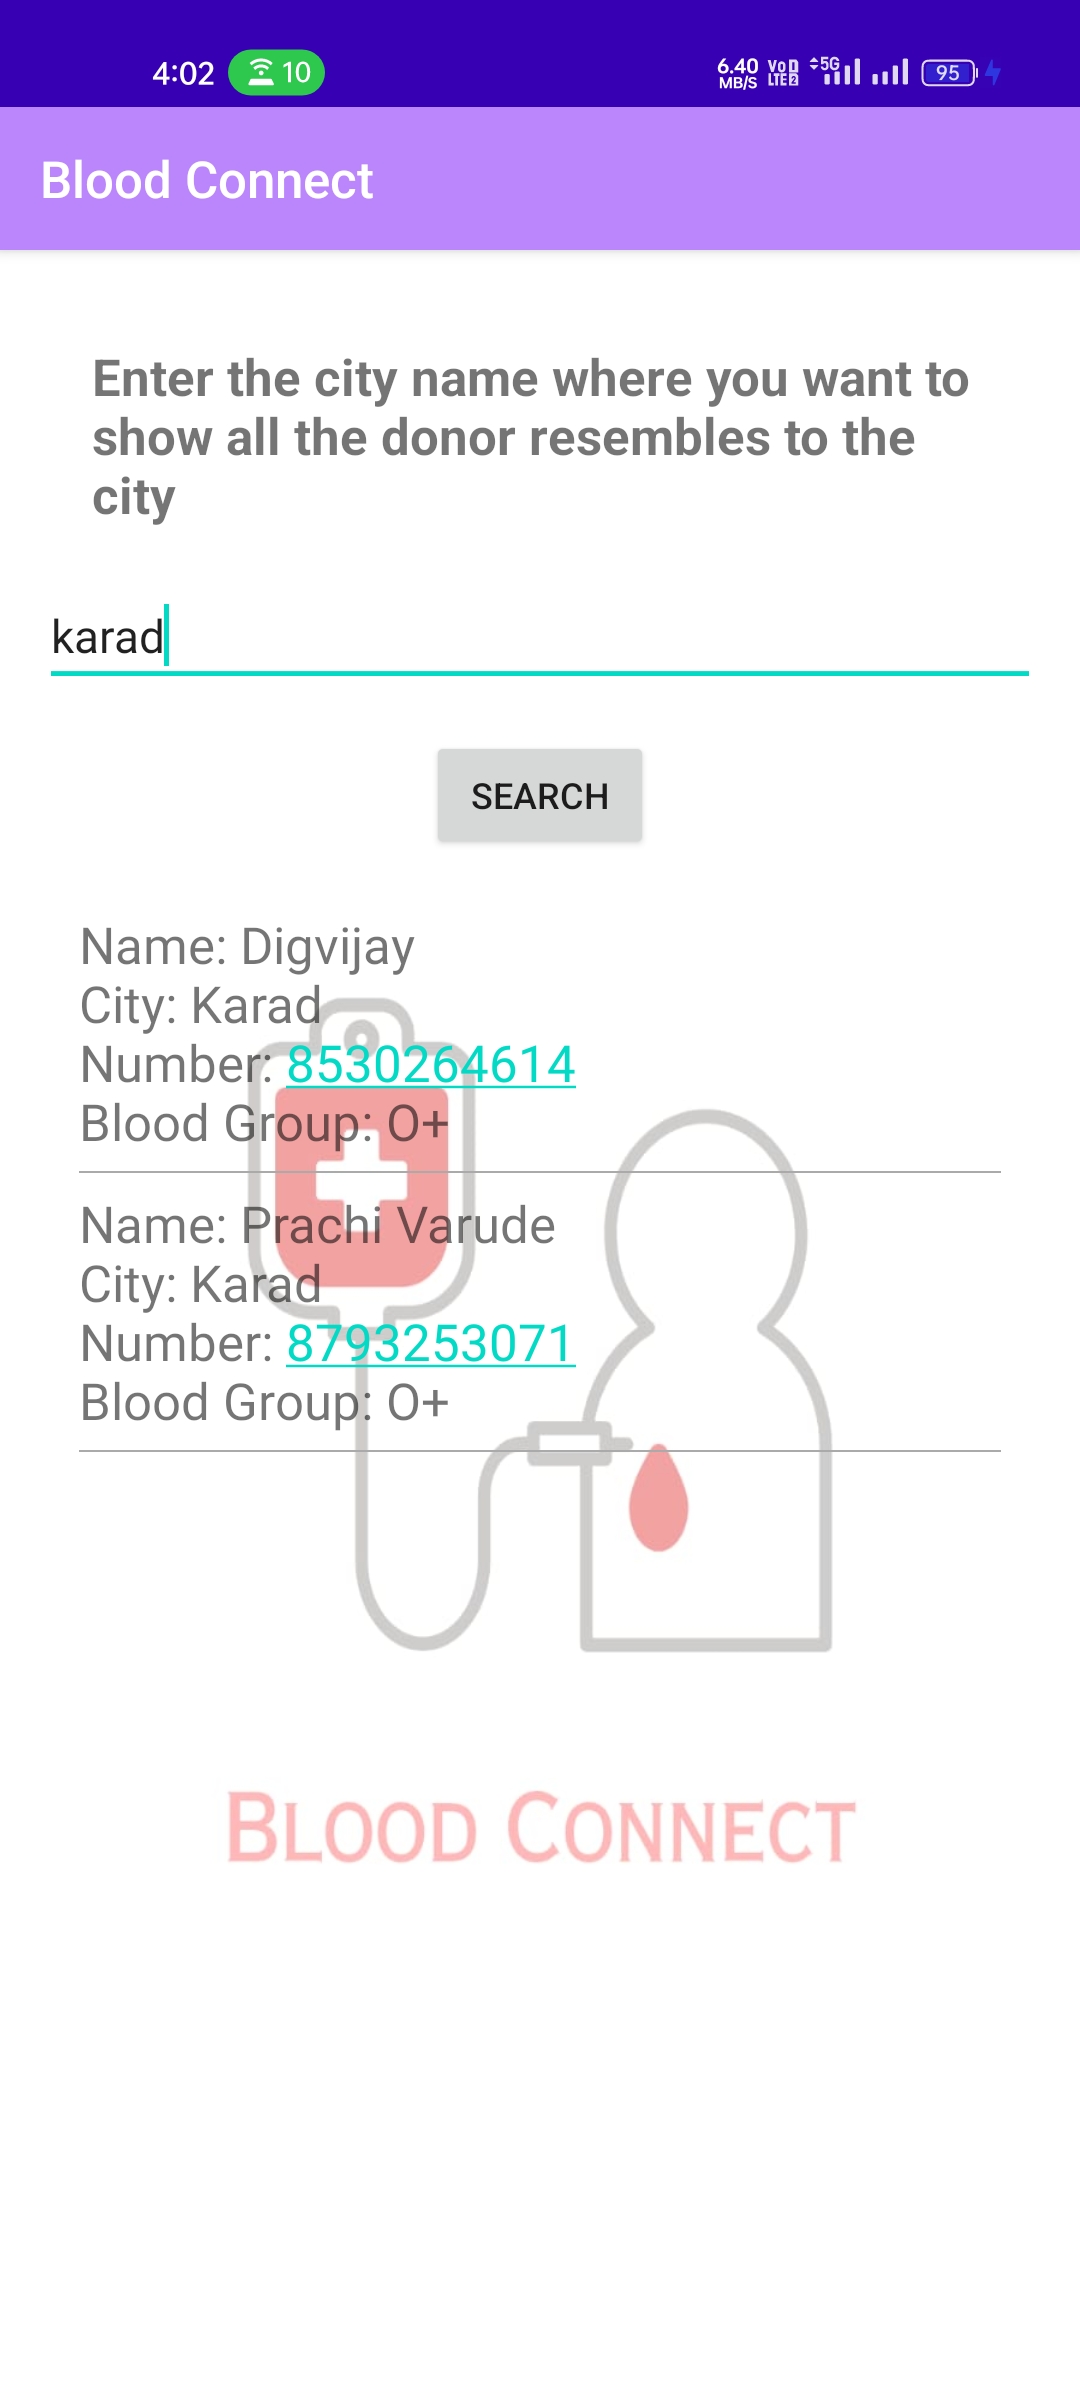 4:02 10 6.40 MB/S VoD LTE2 5G 95
Blood Connect
Enter the city name where you want to
show all the donor resembles to the
city
karad
SEARCH
Name: Digvijay
City: Karad
Number: 8530264614
Blood Group: O+
Name: Prachi Varude
City: Karad
Number: 8793253071
Blood Group: O+
BLOOD CONNECT